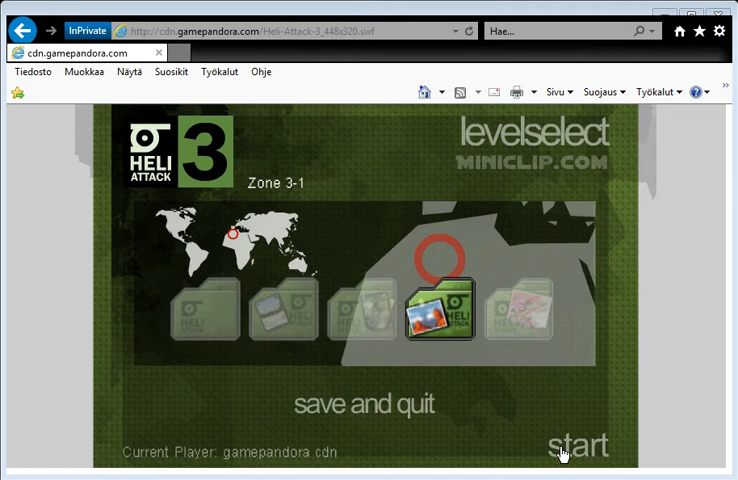 InPrivate http://cdn.gamepandora.com/Heli-Attack-3_448x320.swf Hae...
cdn.gamepandora.com
Tiedosto Muokkaa Näytä Suosikit Työkalut Ohje
Sivu Suojaus Työkalut
HELI ATTACK 3
levelselect
MINICLIP.COM
Zone 3-1
HELI ATTACK
save and quit
start
Current Player: gamepandora cdn